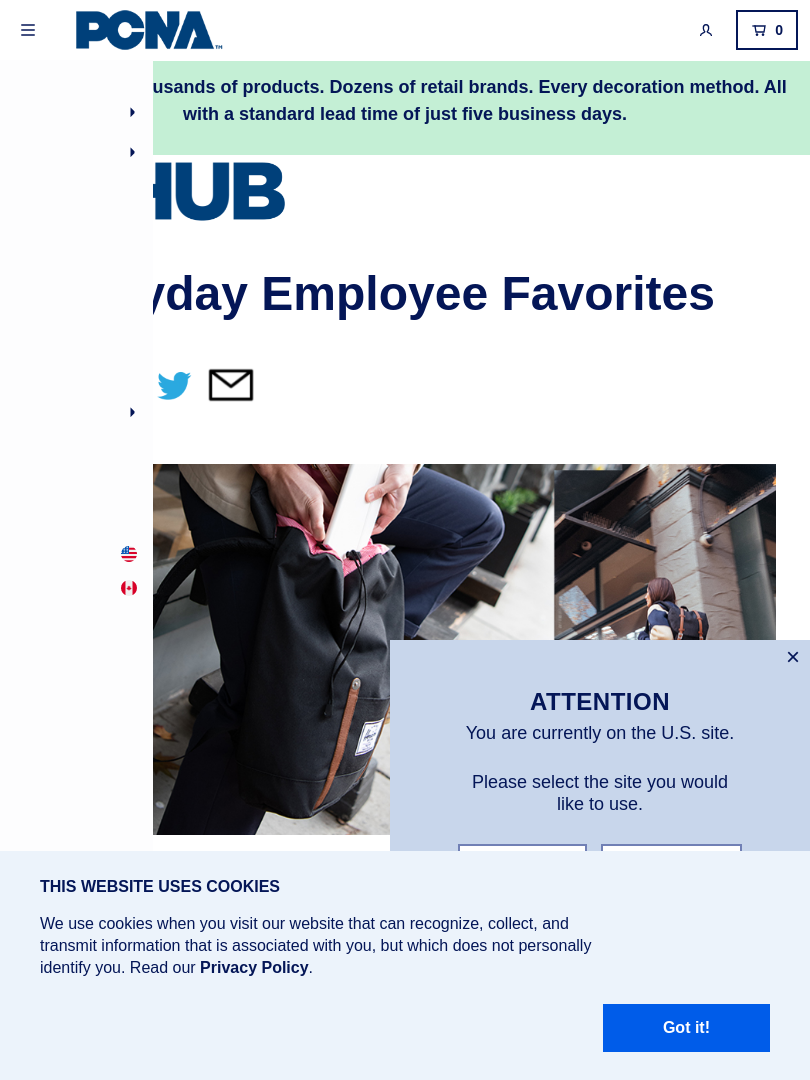 PCNA™
0
usands of products. Dozens of retail brands. Every decoration method. All
with a standard lead time of just five business days.
HUB
yday Employee Favorites
ATTENTION
You are currently on the U.S. site.
Please select the site you would
like to use.
THIS WEBSITE USES COOKIES
We use cookies when you visit our website that can recognize, collect, and
transmit information that is associated with you, but which does not personally
identify you. Read our Privacy Policy.
Got it!